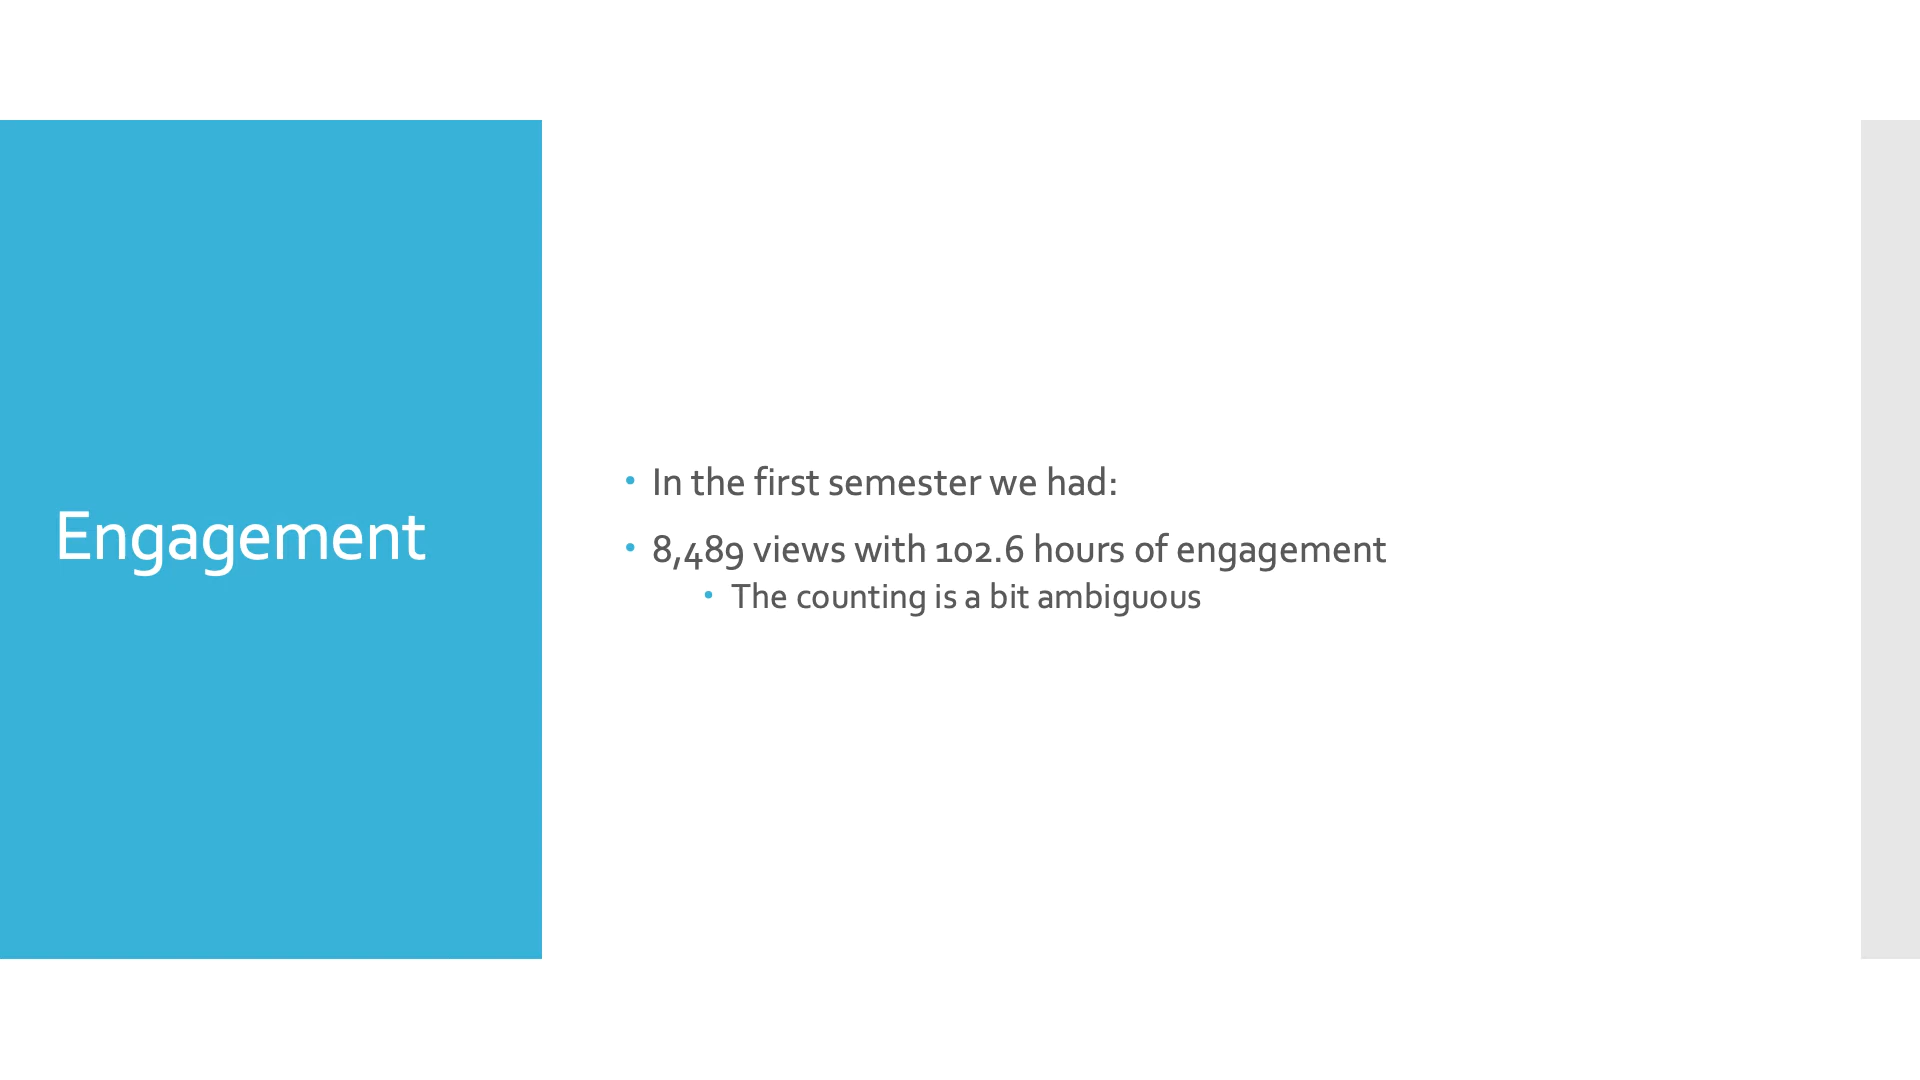 Engagement
• In the first semester we had:
• 8,489 views with 102.6 hours of engagement
• The counting is a bit ambiguous